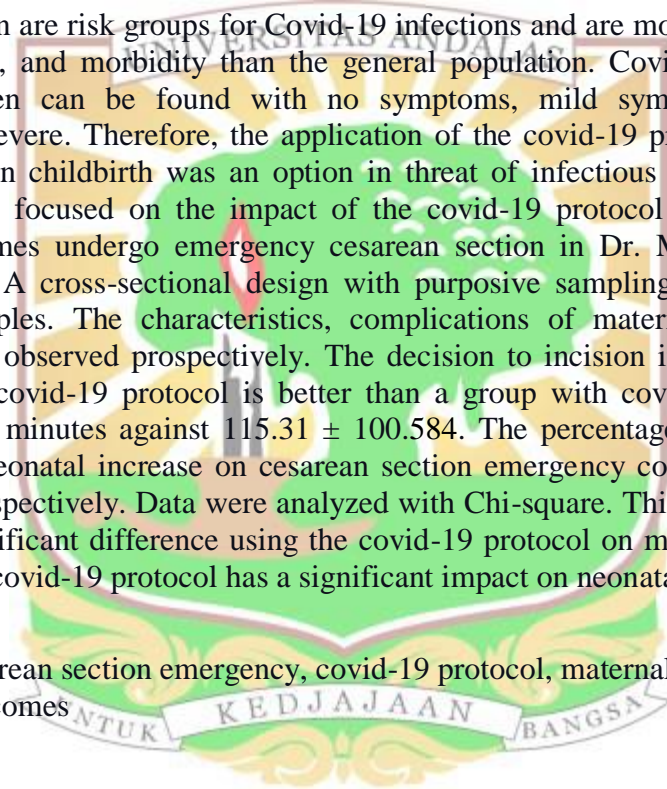 n are risk groups for Covid-19 infections and are mo
UNIVERSITAS ANDALAS
, and morbidity than the general population. Covi
en can be found with no symptoms, mild sym
evere. Therefore, the application of the covid-19 p
n childbirth was an option in threat of infectious
focused on the impact of the covid-19 protocol
mes undergo emergency cesarean section in Dr. M
A cross-sectional design with purposive sampling
ples. The characteristics, complications of mater
observed prospectively. The decision to incision i
covid-19 protocol is better than a group with cov
minutes against 115.31 ± 100.584. The percentage
eonatal increase on cesarean section emergency co
spectively. Data were analyzed with Chi-square. Thi
ificant difference using the covid-19 protocol on m
covid-19 protocol has a significant impact on neonata
rean section emergency, covid-19 protocol, maternal
comes
UNTUK KEDJAJAAN BANGSA